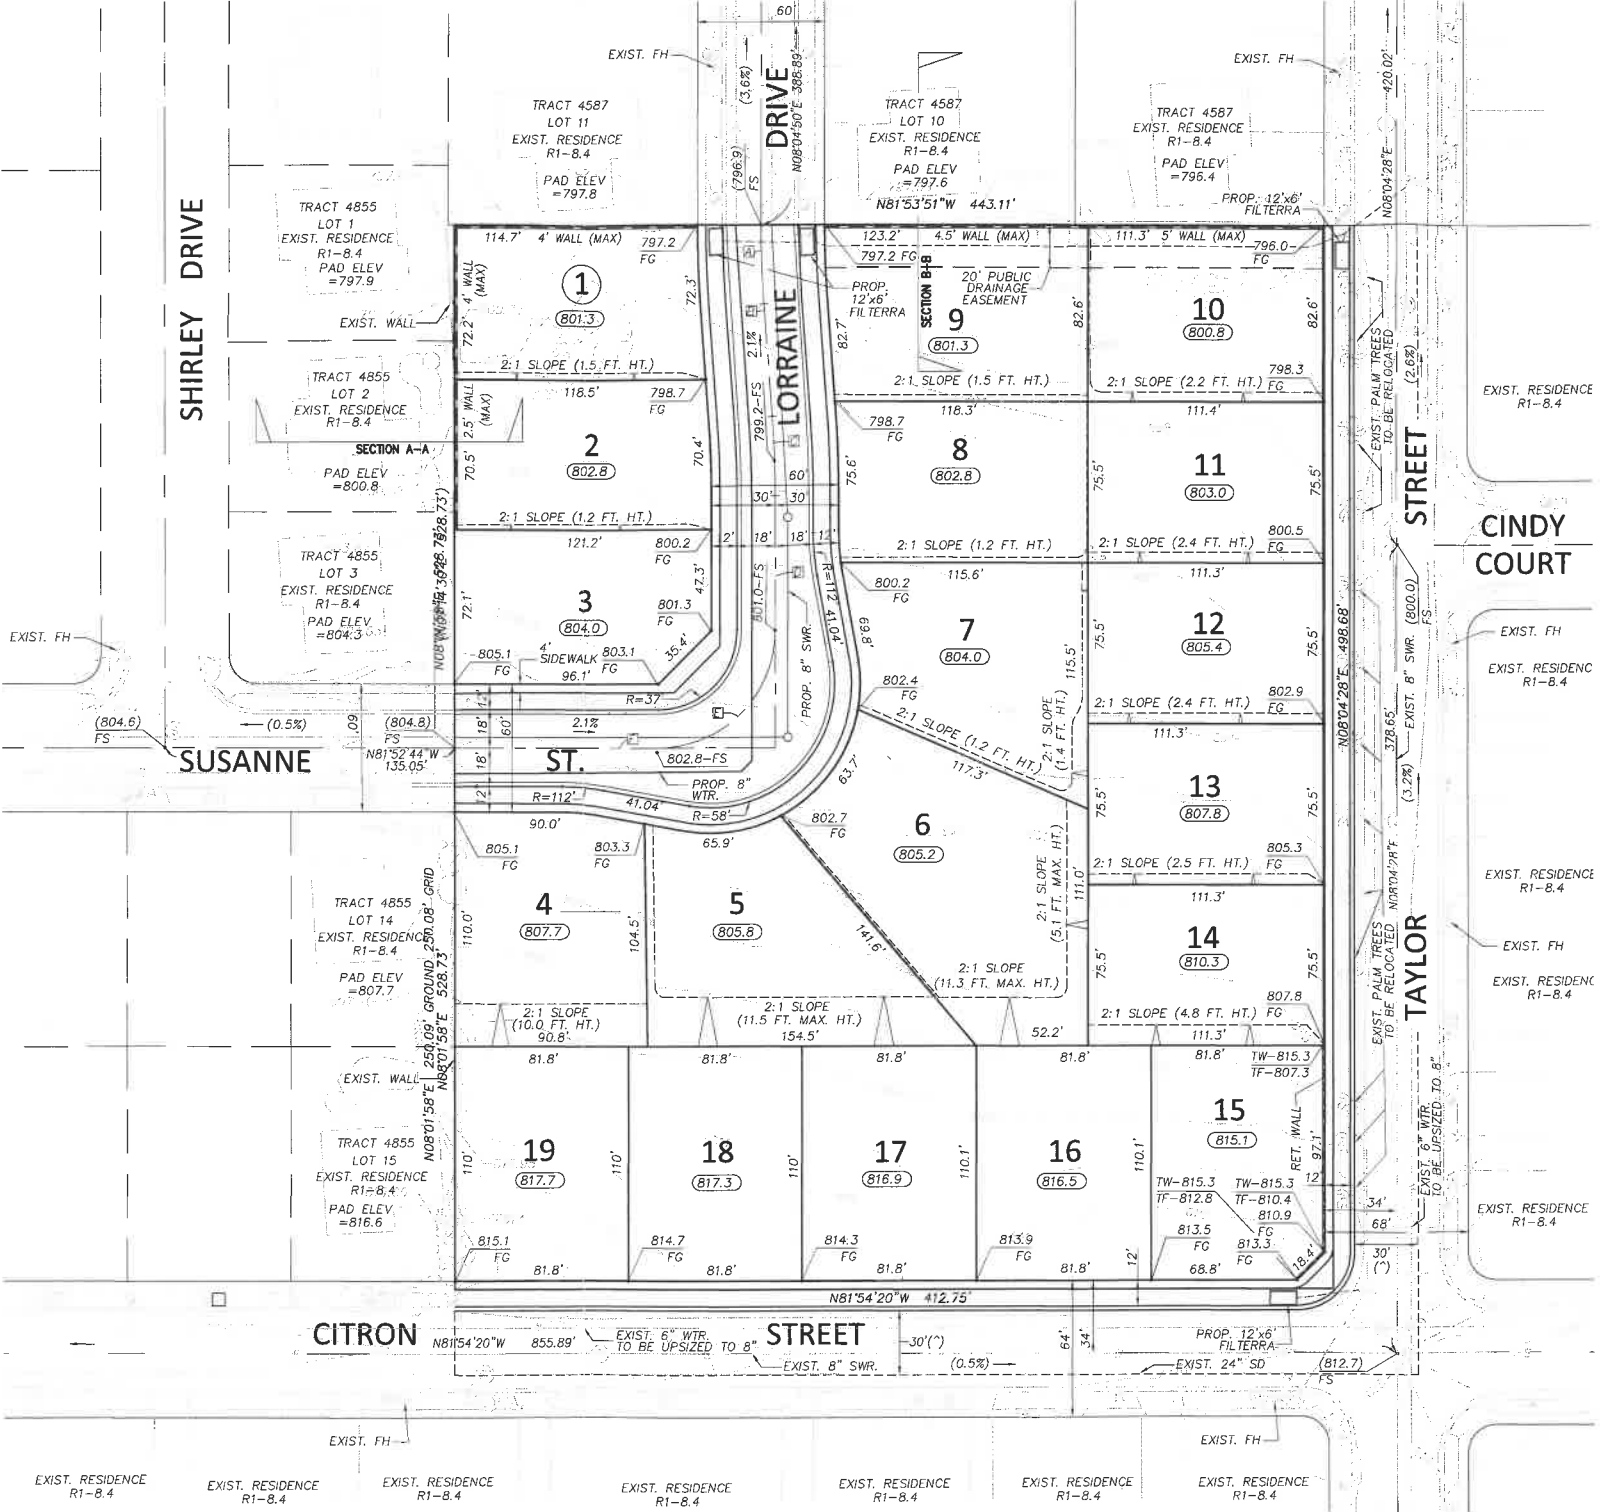 60'
EXIST. FH
(3.6%)
DRIVE
N08°04'50"E 388.89'
EXIST. FH
420.02'
N08°04'28"E
TRACT 4587
LOT 11
EXIST. RESIDENCE
R1-8.4
PAD ELEV
=797.8
(796.9)
FS
TRACT 4587
LOT 10
EXIST. RESIDENCE
R1-8.4
PAD ELEV
=797.6
TRACT 4587
EXIST. RESIDENCE
R1-8.4
PAD ELEV
=796.4
N81°53'51"W 443.11'
PROP. 12'x6'
FILTERRA
SHIRLEY DRIVE
TRACT 4855
LOT 1
EXIST. RESIDENCE
R1-8.4
PAD ELEV
=797.9
EXIST. WALL
114.7' 4' WALL (MAX)
797.2
FG
4' WALL
(MAX)
72.2'
72.3'
1
801.3
2:1 SLOPE (1.5 FT. HT.)
118.5'
798.7
FG
PROP.
12'x6'
FILTERRA
LORRAINE
2.1%
799.2-FS
123.2' 4.5' WALL (MAX)
797.2 FG
SECTION B-B
20' PUBLIC
DRAINAGE
EASEMENT
82.7'
82.6'
9
801.3
2:1 SLOPE (1.5 FT. HT.)
118.3'
111.3' 5' WALL (MAX)
796.0
FG
82.6'
10
800.8
798.3
FG
2:1 SLOPE (2.2 FT. HT.)
111.4'
EXIST. PALM TREES
TO BE RELOCATED
(2.6%)
EXIST. RESIDENCE
R1-8.4
TRACT 4855
LOT 2
EXIST. RESIDENCE
R1-8.4
SECTION A-A
PAD ELEV
=800.8
2.5' WALL
(MAX)
70.5'
70.4'
2
802.8
2:1 SLOPE (1.2 FT. HT.)
121.2'
800.2
FG
60'
30' 30'
12' 18' 18' 12'
798.7
FG
75.6'
8
802.8
2:1 SLOPE (1.2 FT. HT.)
115.6'
75.5'
11
803.0
75.5'
800.5
FG
2:1 SLOPE (2.4 FT. HT.)
111.3'
STREET
CINDY
COURT
TRACT 4855
LOT 3
EXIST. RESIDENCE
R1-8.4
PAD ELEV
=804.3
EXIST. FH
72.1'
3
804.0
47.3'
801.3
FG
805.1
FG
4'
SIDEWALK
803.1
FG
96.1'
35.4'
801.0-FS
R=112'
41.04'
PROP. 8" SWR.
800.2
FG
69.8'
7
804.0
802.4
FG
2:1 SLOPE (1.2 FT. HT.)
117.3'
115.5'
2:1 SLOPE
(1.4 FT. HT.)
75.5'
12
805.4
75.5'
802.9
FG
2:1 SLOPE (2.4 FT. HT.)
111.3'
N08°04'28"E 498.68'
378.65'
EXIST. 8" SWR.
(800.0)
FS
EXIST. FH
EXIST. RESIDENC
R1-8.4
(804.6)
FS
(0.5%)
60'
(804.8)
FS
SUSANNE
N81°52'44"W
135.05'
12'
18'
18'
12'
60'
R=37'
2.1%
ST.
802.8-FS
PROP. 8"
WTR.
R=112'
41.04'
R=58'
63.7'
90.0'
65.9'
805.1
FG
803.3
FG
802.7
FG
6
805.2
2:1 SLOPE
(5.1 FT. MAX. HT.)
111.0'
75.5'
13
807.8
75.5'
805.3
FG
2:1 SLOPE (2.5 FT. HT.)
111.3'
(3.2%)
N08°04'28"E
EXIST. RESIDENCE
R1-8.4
TRACT 4855
LOT 14
EXIST. RESIDENCE
R1-8.4
PAD ELEV
=807.7
N08°01'58"E 250.09' GROUND 250.08' GRID
N08°01'58"E 528.73'
110.0'
4
807.7
104.5'
5
805.8
141.6'
2:1 SLOPE
(10.0 FT. HT.)
90.8'
2:1 SLOPE
(11.5 FT. MAX. HT.)
154.5'
2:1 SLOPE
(11.3 FT. MAX. HT.)
52.2'
75.5'
14
810.3
75.5'
807.8
FG
2:1 SLOPE (4.8 FT. HT.)
111.3'
EXIST. PALM TREES
TO BE RELOCATED
TAYLOR
EXIST. FH
EXIST. RESIDENC
R1-8.4
EXIST. WALL
TRACT 4855
LOT 15
EXIST. RESIDENCE
R1-8.4
PAD ELEV
=816.6
81.8'
81.8'
81.8'
81.8'
81.8'
TW-815.3
TF-807.3
110'
19
817.7
110'
18
817.3
110'
17
816.9
110.1'
16
816.5
110.1'
15
815.1
RET. WALL
97.1'
EXIST. 6" WTR.
TO BE UPSIZED TO 8"
TW-815.3
TF-812.8
TW-815.3
TF-810.4
12'
34'
68'
30'
(^)
EXIST. RESIDENCE
R1-8.4
815.1
FG
814.7
FG
814.3
FG
813.9
FG
813.5
FG
810.9
FG
813.3
FG
18.4'
81.8'
81.8'
81.8'
81.8'
68.8'
12'
N81°54'20"W 412.75'
CITRON
N81°54'20"W 855.89'
EXIST. 6" WTR.
TO BE UPSIZED TO 8"
STREET
EXIST. 8" SWR.
30'(^)
(0.5%)
64'
34'
PROP. 12'x6'
FILTERRA
EXIST. 24" SD
(812.7)
FS
EXIST. FH
EXIST. FH
EXIST. RESIDENCE
R1-8.4
EXIST. RESIDENCE
R1-8.4
EXIST. RESIDENCE
R1-8.4
EXIST. RESIDENCE
R1-8.4
EXIST. RESIDENCE
R1-8.4
EXIST. RESIDENCE
R1-8.4
EXIST. RESIDENCE
R1-8.4